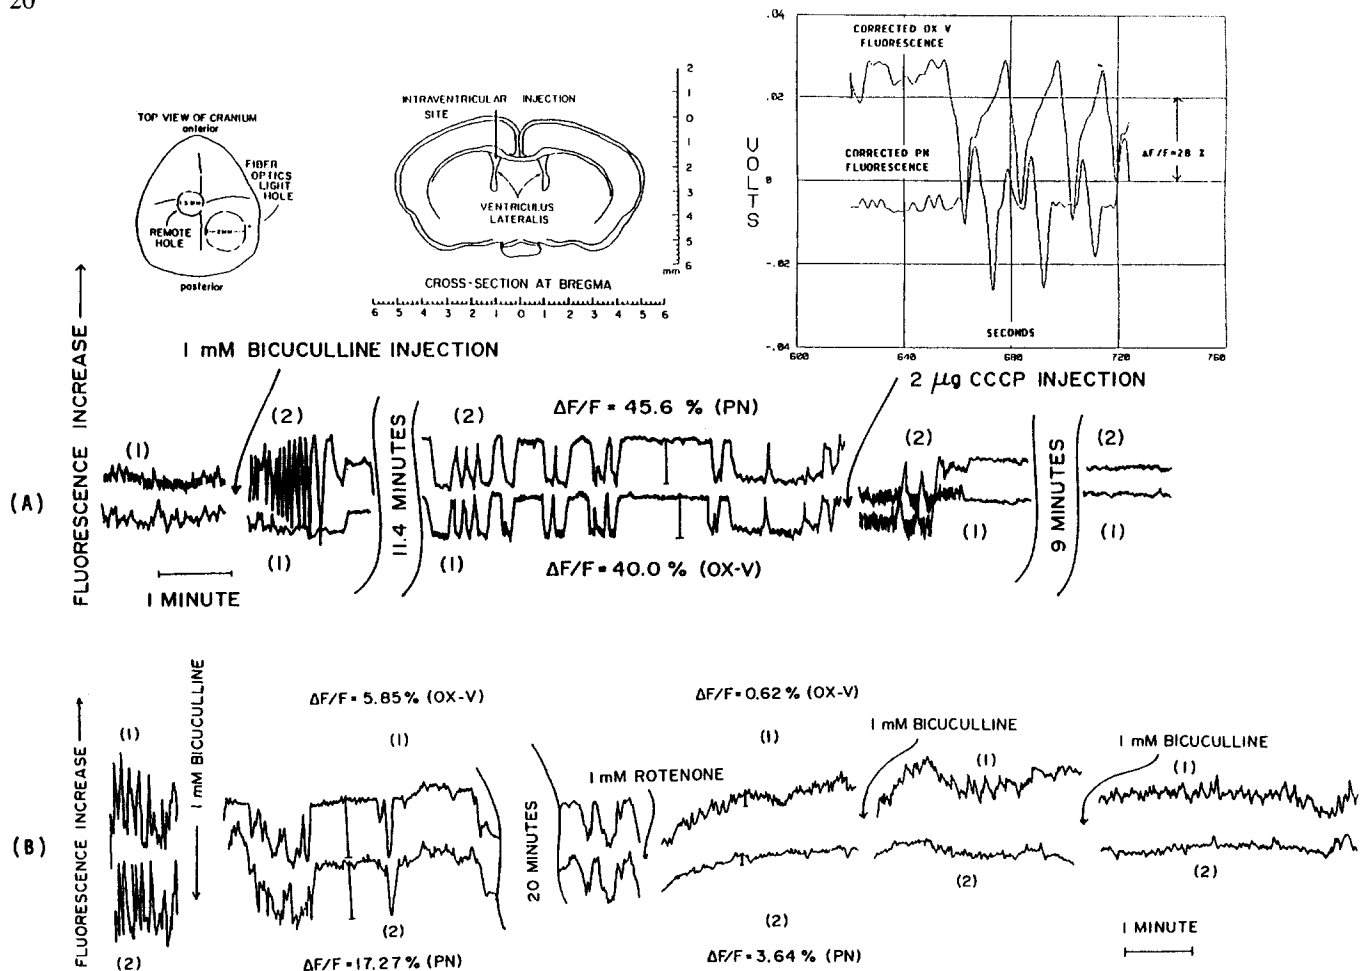 20
TOP VIEW OF CRANIUM
anterior
FIBER
OPTICS
LIGHT
HOLE
REMOTE
HOLE
posterior
INTRAVENTRICULAR INJECTION
SITE
VENTRICULUS
LATERALIS
2
1
0
1
2
3
4
5
6
mm
CROSS-SECTION AT BREGMA
6 5 4 3 2 1 0 1 2 3 4 5 6
.04
.02
0
-.02
-.04
VOLTS
CORRECTED OX V
FLUORESCENCE
CORRECTED PN
FLUORESCENCE
ΔF/F=28 %
SECONDS
600 640 680 720 760
1 mM BICUCULLINE INJECTION
2 μg CCCP INJECTION
(A)
FLUORESCENCE INCREASE
(1)
(2)
(1)
11.4 MINUTES
(2)
ΔF/F = 45.6 % (PN)
(1)
ΔF/F = 40.0 % (OX-V)
(2)
(1)
9 MINUTES
(2)
(1)
1 MINUTE
(B)
FLUORESCENCE INCREASE
(1)
(2)
1 mM BICUCULLINE
ΔF/F = 5.85% (OX-V)
(1)
(2)
ΔF/F = 17.27% (PN)
20 MINUTES
1 mM ROTENONE
ΔF/F = 0.62% (OX-V)
(1)
(2)
ΔF/F = 3.64% (PN)
1 mM BICUCULLINE
(1)
(2)
1 mM BICUCULLINE
(1)
(2)
1 MINUTE